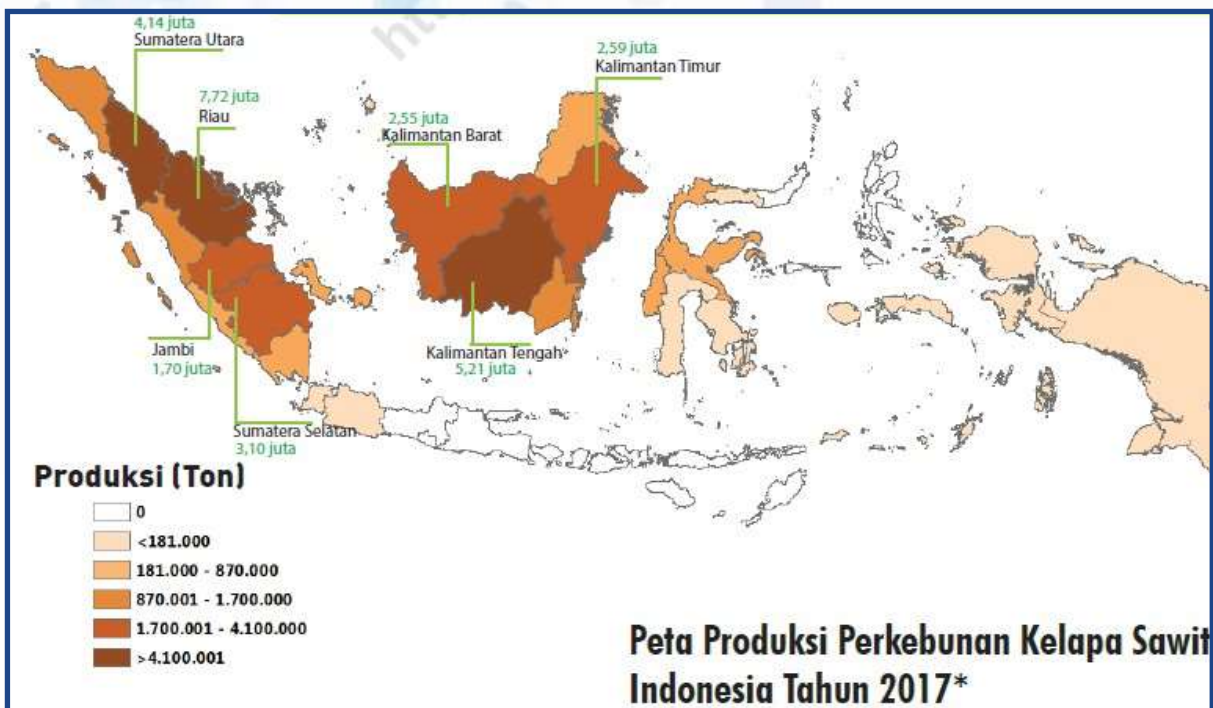 4,14 juta
Sumatera Utara
7,72 juta
Riau
2,59 juta
Kalimantan Timur
2,55 juta
Kalimantan Barat
Jambi
1,70 juta
Kalimantan Tengah
5,21 juta
Sumatera Selatan
3,10 juta
Produksi (Ton)
0
<181.000
181.000 - 870.000
870.001 - 1.700.000
1.700.001 - 4.100.000
>4.100.001
Peta Produksi Perkebunan Kelapa Sawit
Indonesia Tahun 2017*